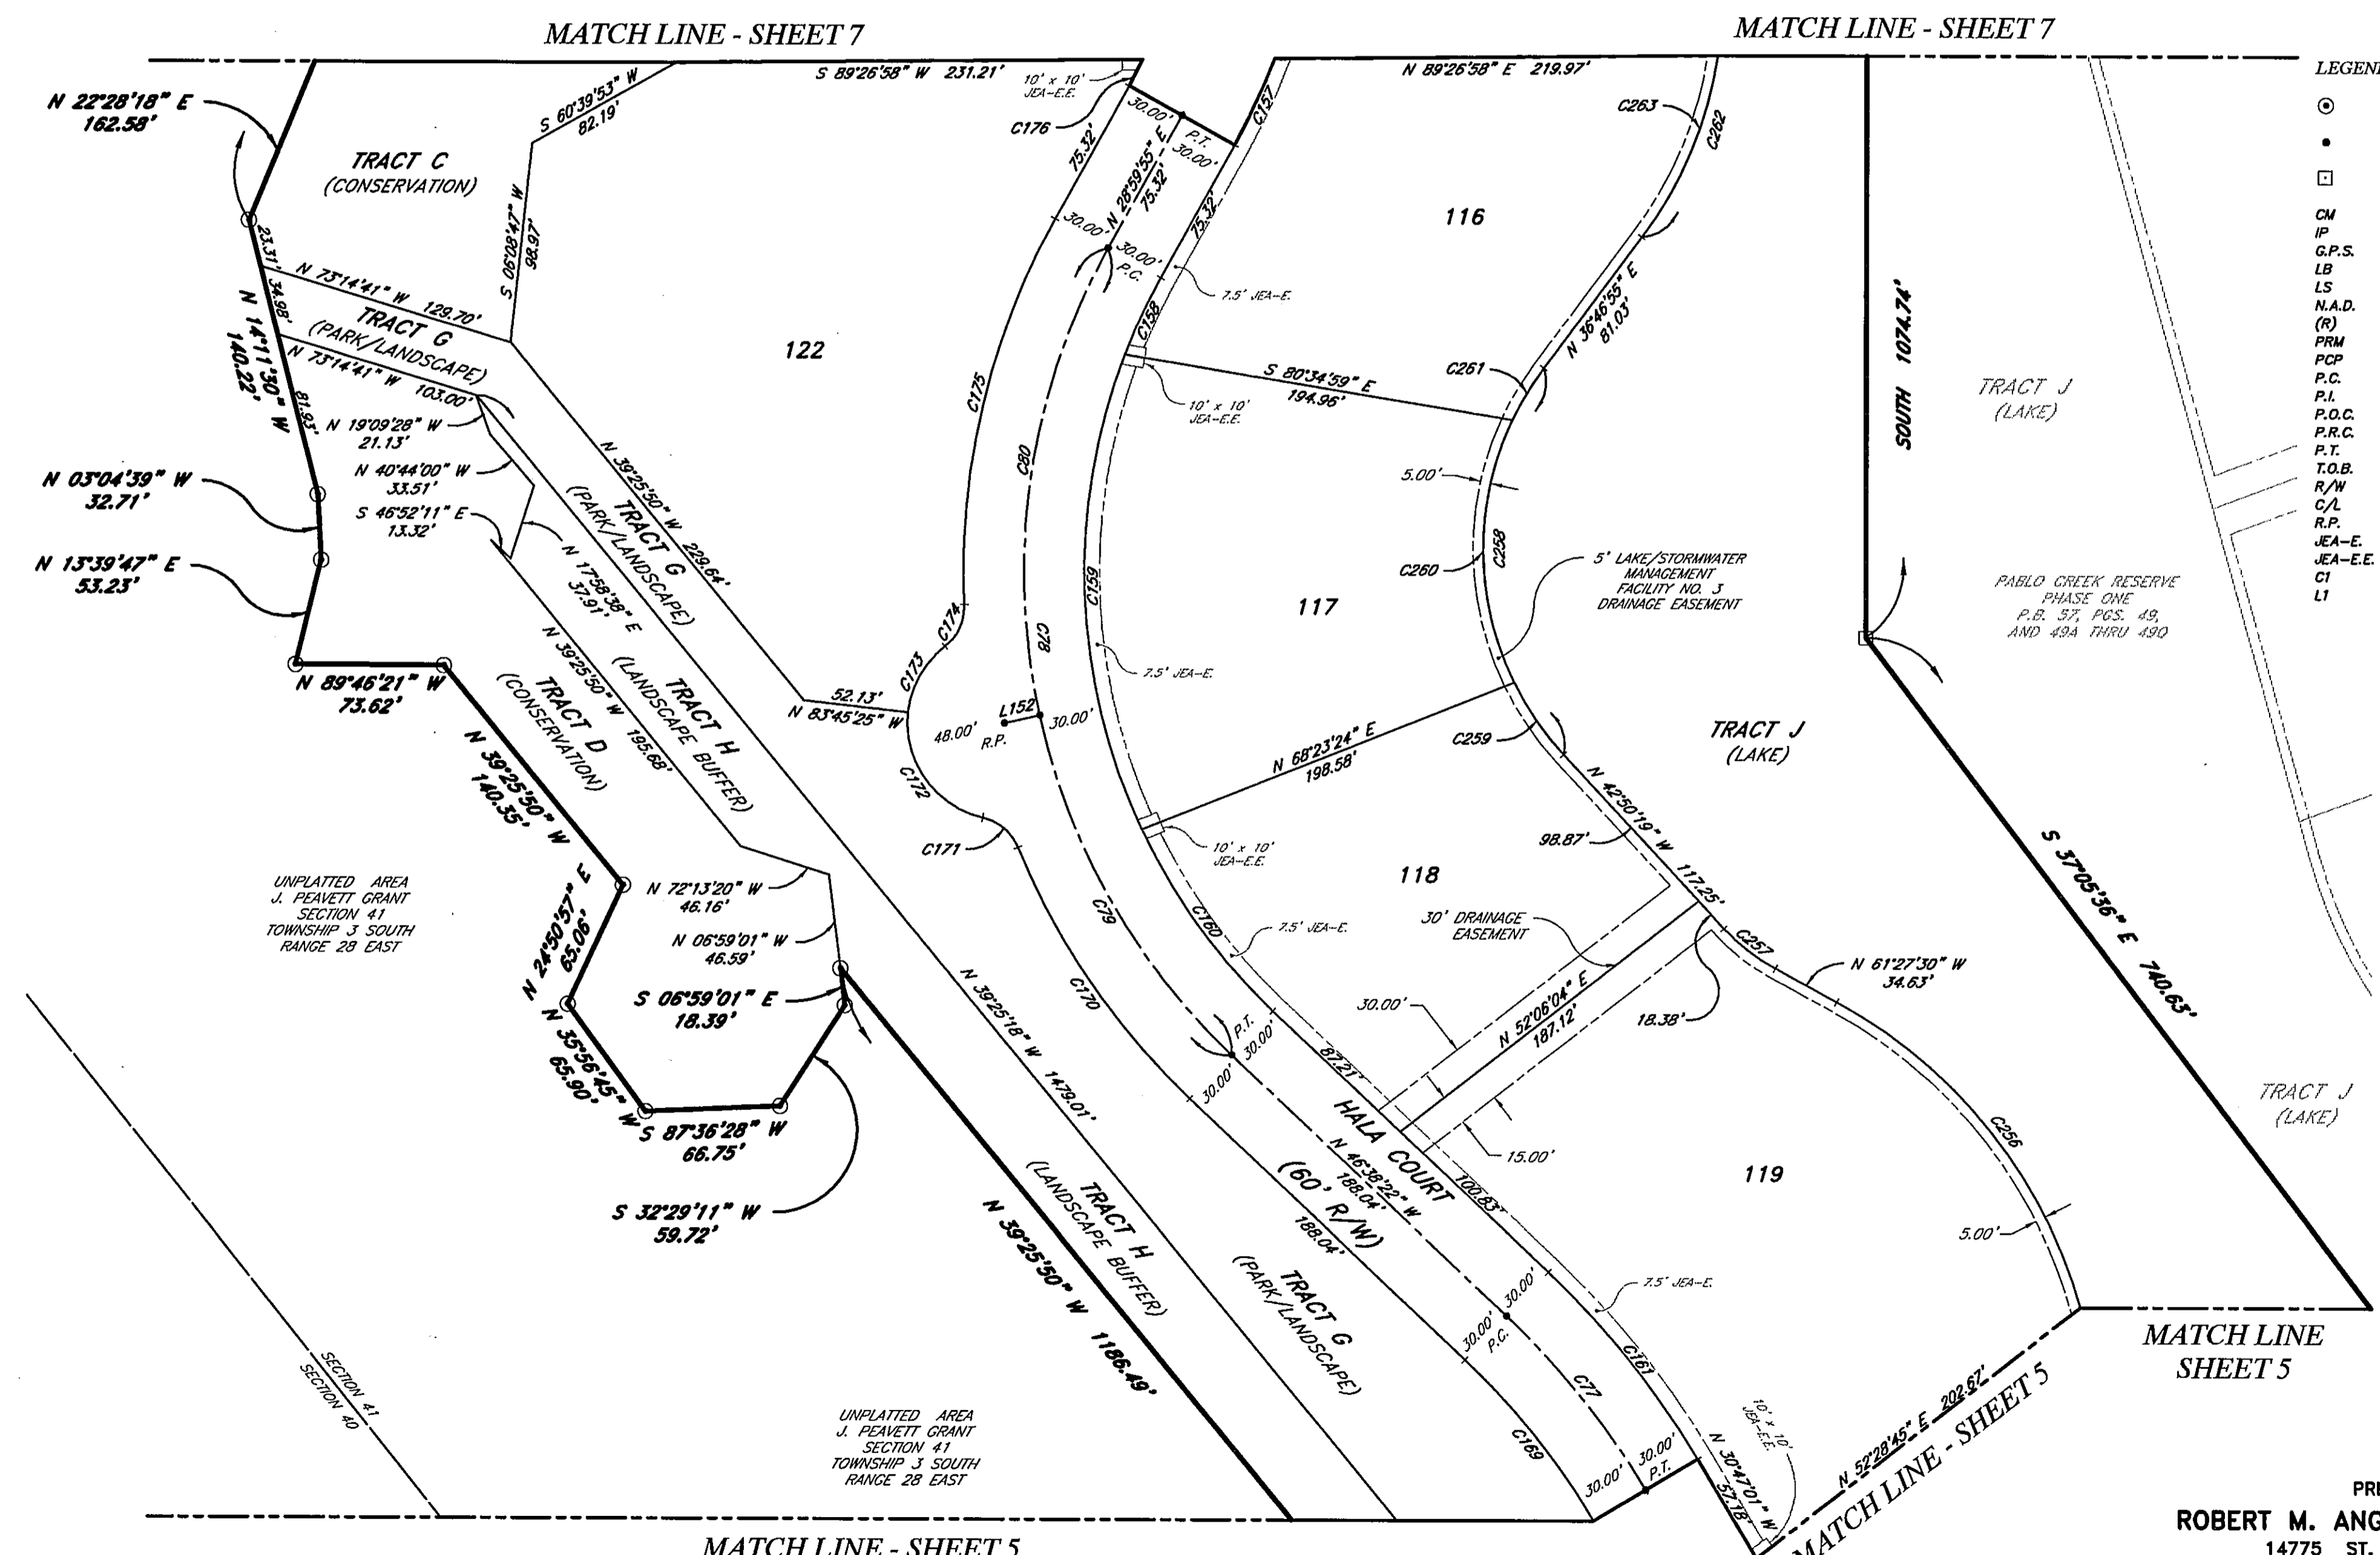 MATCH LINE - SHEET 7
MATCH LINE - SHEET 7
S 89°26'58" W 231.21'
N 89°26'58" E 219.97'
N 22°28'18" E
162.58'
TRACT C
(CONSERVATION)
S 60°39'53" W
82.19'
S 06°08'47" W
98.97'
10' x 10'
JEA-E.E.
C176
30.00'
P.T.
30.00'
75.32'
N 28°59'55" E
75.32'
75.32'
30.00'
30.00'
P.C.
C157
C158
7.5' JEA-E.
116
C263
C262
N 36°46'55" E
81.03'
C261
S 80°34'59" E
194.96'
10' x 10'
JEA-E.E.
23.31'
34.98'
81.93'
N 14°11'30" W
140.22'
N 73°14'41" W 129.70'
TRACT G
(PARK/LANDSCAPE)
N 73°14'41" W 103.00'
N 19°09'28" W
21.13'
N 40°44'00" W
33.51'
S 46°52'11" E
13.32'
N 17°58'38" E
37.91'
122
C175
C80
N 39°25'50" W 229.64'
TRACT G
(PARK/LANDSCAPE)
N 03°04'39" W
32.71'
N 13°39'47" E
53.23'
N 89°46'21" W
73.62'
N 39°25'50" W 195.68'
TRACT D
(CONSERVATION)
TRACT H
(LANDSCAPE BUFFER)
N 39°25'50" W
140.35'
C174
C173
52.13'
N 83°45'25" W
48.00'
L152
R.P.
30.00'
C172
C171
C78
C159
117
7.5' JEA-E.
5.00'
C260
C258
5' LAKE/STORMWATER
MANAGEMENT
FACILITY NO. 3
DRAINAGE EASEMENT
N 68°23'24" E
198.58'
C259
10' x 10'
JEA-E.E.
SOUTH 1074.74'
TRACT J
(LAKE)
PABLO CREEK RESERVE
PHASE ONE
P.B. 57, PGS. 49,
AND 49A THRU 49O
TRACT J
(LAKE)
N 42°50'19" W 117.25'
98.87'
118
30' DRAINAGE
EASEMENT
C257
N 61°27'30" W
34.63'
S 37°05'36" E 740.63'
TRACT J
(LAKE)
UNPLATTED AREA
J. PEAVETT GRANT
SECTION 41
TOWNSHIP 3 SOUTH
RANGE 28 EAST
N 24°50'57" E
65.06'
N 72°13'20" W
46.16'
N 06°59'01" W
46.59'
S 06°59'01" E
18.39'
N 35°56'45" W
65.90'
S 87°36'28" W
66.75'
S 32°29'11" W
59.72'
C79
C160
7.5' JEA-E.
C170
N 39°25'18" W 1479.01'
P.T.
30.00'
30.00'
30.00'
N 52°06'04" E
187.12'
18.38'
87.21'
15.00'
HALA COURT
(60' R/W)
N 46°38'22" W
188.04'
188.04'
100.83'
119
C256
5.00'
7.5' JEA-E.
30.00'
30.00'
P.C.
C161
C77
C169
N 39°25'50" W 1186.49'
TRACT H
(LANDSCAPE BUFFER)
TRACT G
(PARK/LANDSCAPE)
30.00'
30.00'
P.T.
N 30°47'01" W
57.18'
10' x 10'
JEA-E.E.
N 52°28'45" E 202.67'
MATCH LINE - SHEET 5
MATCH LINE
SHEET 5
SECTION 41
SECTION 40
UNPLATTED AREA
J. PEAVETT GRANT
SECTION 41
TOWNSHIP 3 SOUTH
RANGE 28 EAST
MATCH LINE - SHEET 5
LEGEN
CM
IP
G.P.S.
LB
LS
N.A.D.
(R)
PRM
PCP
P.C.
P.I.
P.O.C.
P.R.C.
P.T.
T.O.B.
R/W
C/L
R.P.
JEA-E.
JEA-E.E.
C1
L1
PR
ROBERT M. ANG
14775 ST.